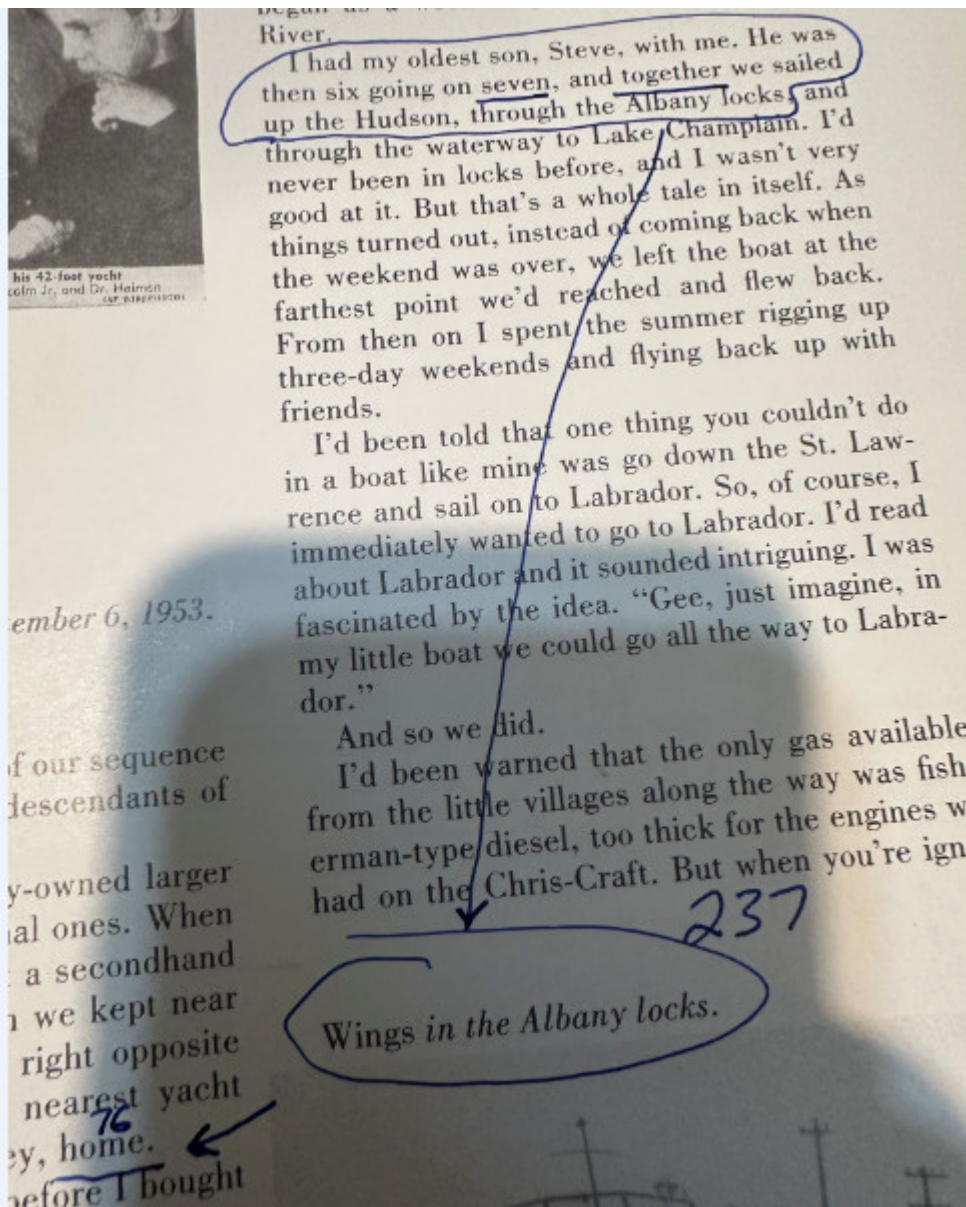 River.
I had my oldest son, Steve, with me. He was
then six going on seven, and together we sailed
up the Hudson, through the Albany locks, and
through the waterway to Lake Champlain. I'd
never been in locks before, and I wasn't very
good at it. But that's a whole tale in itself. As
things turned out, instead of coming back when
the weekend was over, we left the boat at the
farthest point we'd reached and flew back.
From then on I spent the summer rigging up
three-day weekends and flying back up with
friends.
I'd been told that one thing you couldn't do
in a boat like mine was go down the St. Law-
rence and sail on to Labrador. So, of course, I
immediately wanted to go to Labrador. I'd read
about Labrador and it sounded intriguing. I was
fascinated by the idea. “Gee, just imagine, in
my little boat we could go all the way to Labra-
dor.”
And so we did.
I'd been warned that the only gas available
from the little villages along the way was fish
erman-type diesel, too thick for the engines w
had on the Chris-Craft. But when you're ign
237
Wings in the Albany locks.
his 42-foot yacht
colm Jr, and Dr. Heimen
ember 6, 1953.
of our sequence
descendants of
y-owned larger
al ones. When
a secondhand
we kept near
right opposite
nearest yacht
76
ey, home.
before I bought